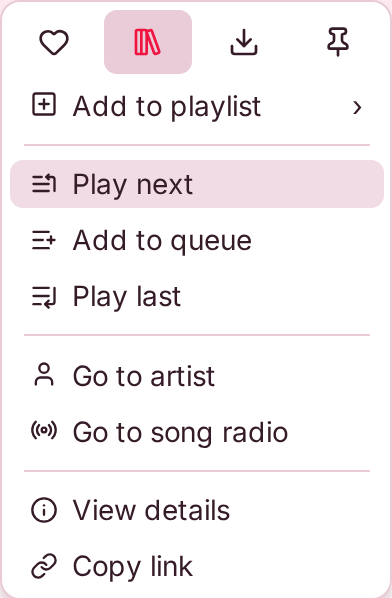 Add to playlist
Play next
Add to queue
Play last
Go to artist
Go to song radio
View details
Copy link